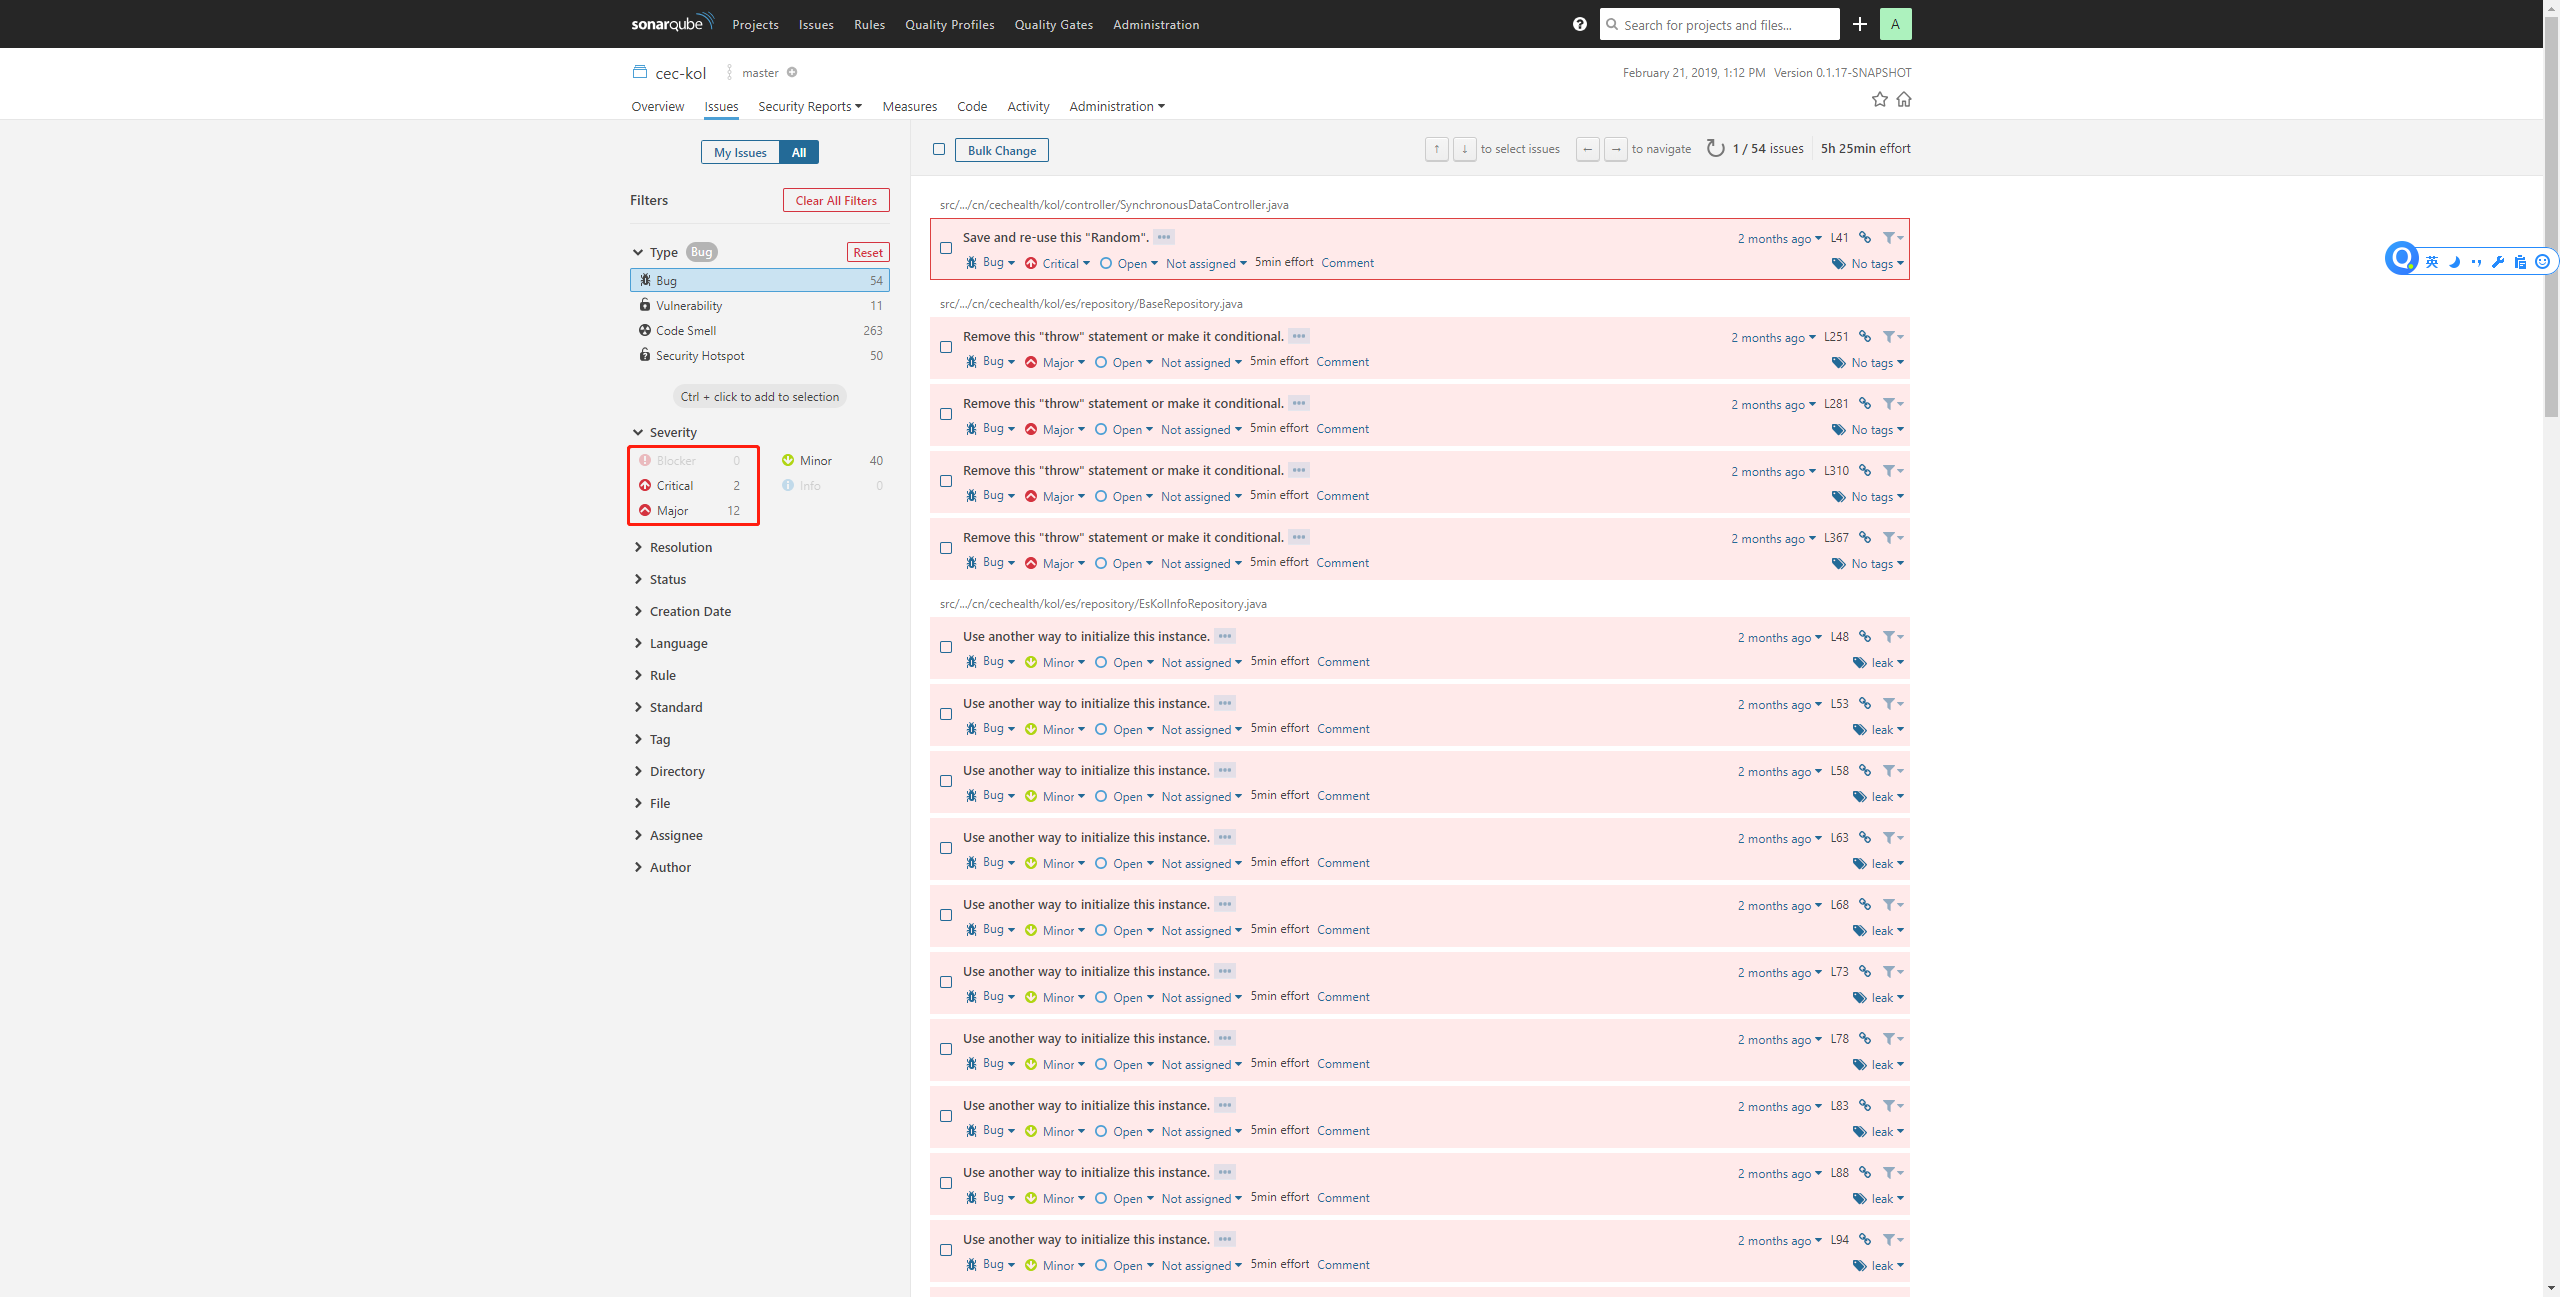 sonarqube Projects Issues Rules Quality Profiles Quality Gates Administration Search for projects and files... A
cec-kol master February 21, 2019, 1:12 PM Version 0.1.17-SNAPSHOT
Overview Issues Security Reports Measures Code Activity Administration
My Issues All
Bulk Change ↑ ↓ to select issues ← → to navigate 1 / 54 issues 5h 25min effort
Filters Clear All Filters
Type Bug Reset
Bug 54
Vulnerability 11
Code Smell 263
Security Hotspot 50
Ctrl + click to add to selection
Severity
Blocker 0 Minor 40
Critical 2 Info 0
Major 12
Resolution
Status
Creation Date
Language
Rule
Standard
Tag
Directory
File
Assignee
Author
src/.../cn/cechealth/kol/controller/SynchronousDataController.java
Save and re-use this "Random". ••• 2 months ago L41
Bug Critical Open Not assigned 5min effort Comment No tags
src/.../cn/cechealth/kol/es/repository/BaseRepository.java
Remove this "throw" statement or make it conditional. ••• 2 months ago L251
Bug Major Open Not assigned 5min effort Comment No tags
Remove this "throw" statement or make it conditional. ••• 2 months ago L281
Bug Major Open Not assigned 5min effort Comment No tags
Remove this "throw" statement or make it conditional. ••• 2 months ago L310
Bug Major Open Not assigned 5min effort Comment No tags
Remove this "throw" statement or make it conditional. ••• 2 months ago L367
Bug Major Open Not assigned 5min effort Comment No tags
src/.../cn/cechealth/kol/es/repository/EsKolInfoRepository.java
Use another way to initialize this instance. ••• 2 months ago L48
Bug Minor Open Not assigned 5min effort Comment leak
Use another way to initialize this instance. ••• 2 months ago L53
Bug Minor Open Not assigned 5min effort Comment leak
Use another way to initialize this instance. ••• 2 months ago L58
Bug Minor Open Not assigned 5min effort Comment leak
Use another way to initialize this instance. ••• 2 months ago L63
Bug Minor Open Not assigned 5min effort Comment leak
Use another way to initialize this instance. ••• 2 months ago L68
Bug Minor Open Not assigned 5min effort Comment leak
Use another way to initialize this instance. ••• 2 months ago L73
Bug Minor Open Not assigned 5min effort Comment leak
Use another way to initialize this instance. ••• 2 months ago L78
Bug Minor Open Not assigned 5min effort Comment leak
Use another way to initialize this instance. ••• 2 months ago L83
Bug Minor Open Not assigned 5min effort Comment leak
Use another way to initialize this instance. ••• 2 months ago L88
Bug Minor Open Not assigned 5min effort Comment leak
Use another way to initialize this instance. ••• 2 months ago L94
Bug Minor Open Not assigned 5min effort Comment leak
英